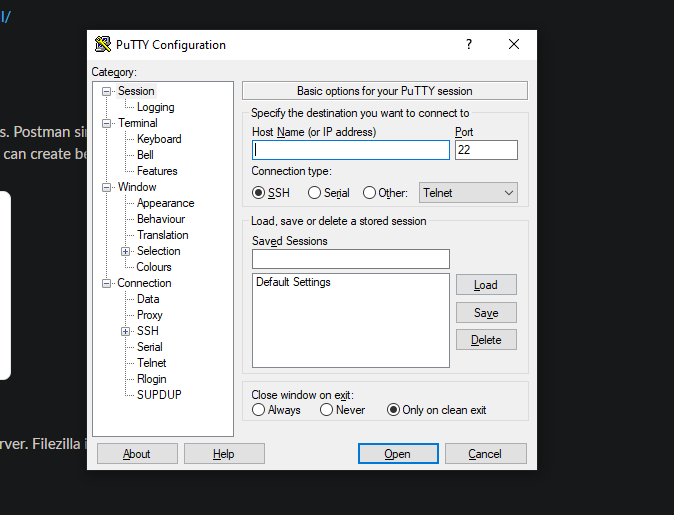 l/
PuTTY Configuration
?
Category:
Session
Logging
Terminal
Keyboard
Bell
Features
Window
Appearance
Behaviour
Translation
Selection
Colours
Connection
Data
Proxy
SSH
Serial
Telnet
Rlogin
SUPDUP
Basic options for your PuTTY session
Specify the destination you want to connect to
Host Name (or IP address) Port
22
Connection type:
SSH Serial Other: Telnet
Load, save or delete a stored session
Saved Sessions
Default Settings
Load
Save
Delete
Close window on exit:
Always Never Only on clean exit
About Help Open Cancel
s. Postman si
can create be
rver. Filezilla i